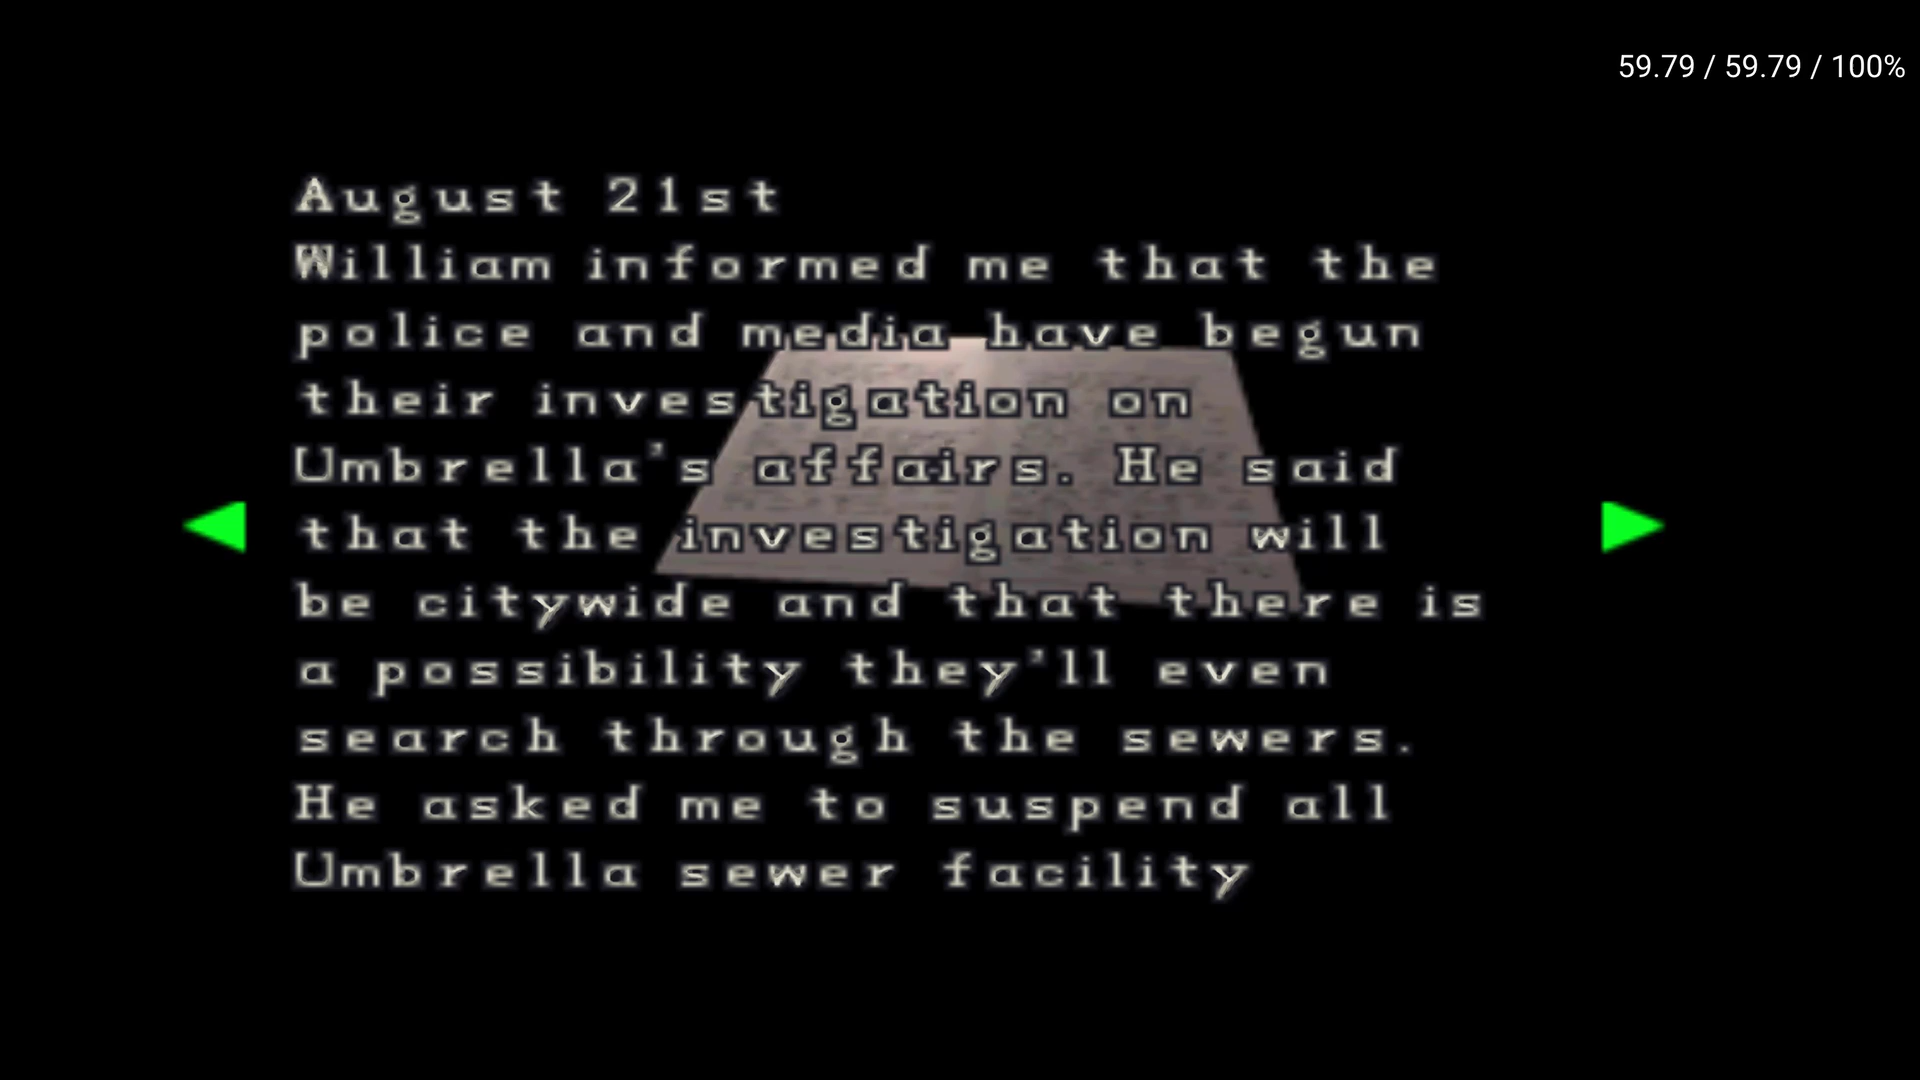 59.79 / 59.79 / 100%
August 21st
William informed me that the
police and media have begun
their investigation on
Umbrella's affairs. He said
that the investigation will
be citywide and that there is
a possibility they'll even
search through the sewers.
He asked me to suspend all
Umbrella sewer facility